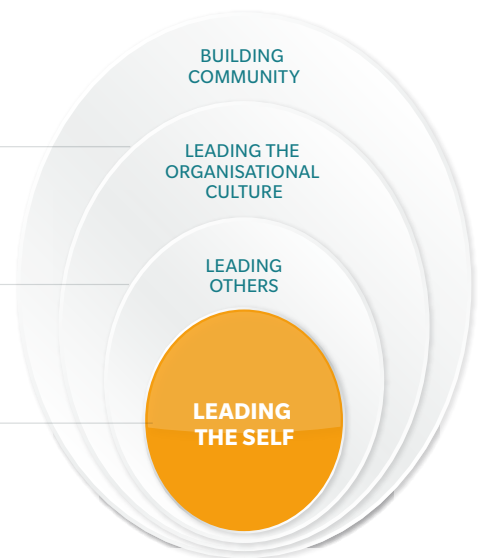 BUILDING
COMMUNITY
LEADING THE
ORGANISATIONAL
CULTURE
LEADING
OTHERS
LEADING
THE SELF